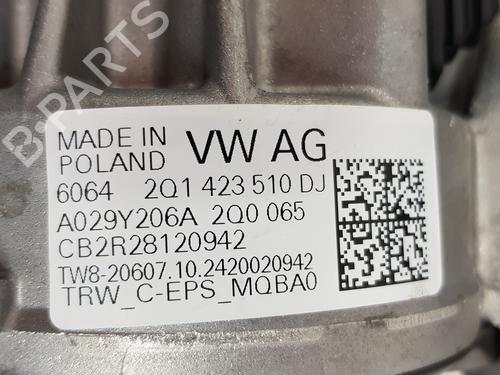 MADE IN
POLAND VW AG
6064 2Q1 423 510 DJ
A029Y206A 2Q0 065
CB2R28120942
TW8-20607.10.2420020942
TRW_C-EPS_MQBA0
B-PARTS